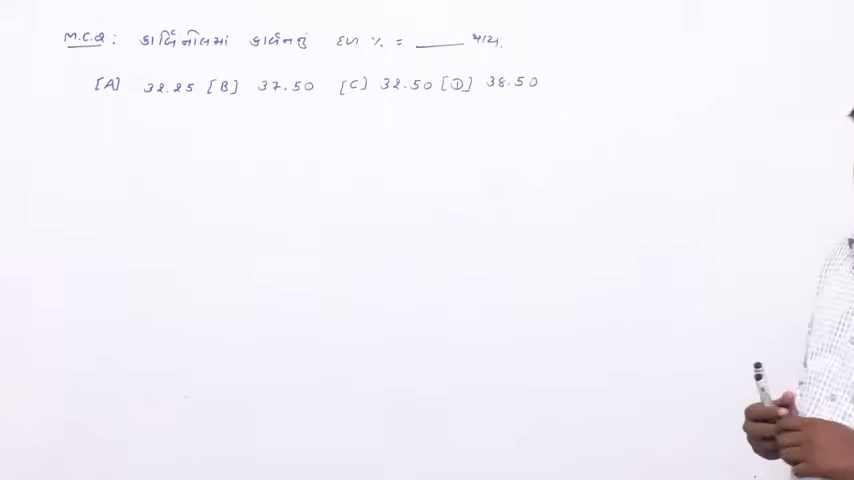 M.C.Q : કાર્બિનોલમાં કાર્બનનું દળ % = ______ થાય.
[A] 32.25 [B] 37.50 [C] 32.50 [D] 38.50